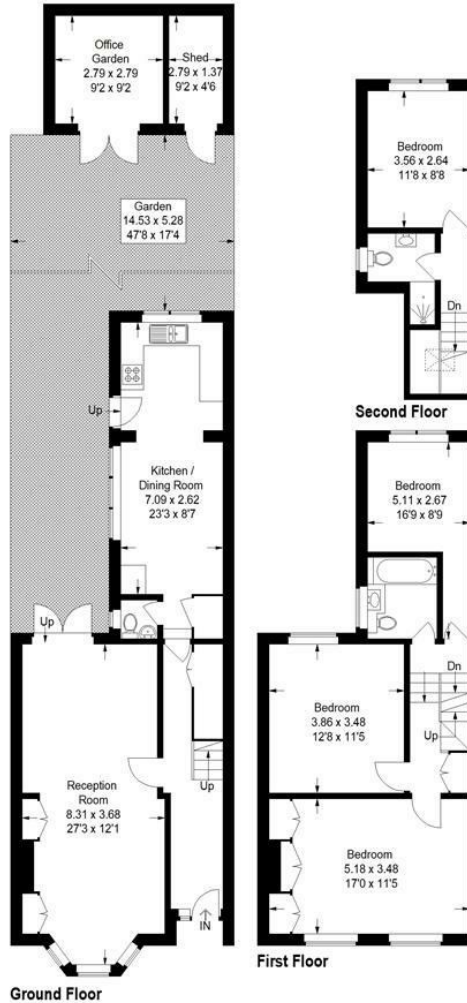 Office
Garden
2.79 x 2.79
9'2 x 9'2
Shed
2.79 x 1.37
9'2 x 4'6
Garden
14.53 x 5.28
47'8 x 17'4
Up
Kitchen /
Dining Room
7.09 x 2.62
23'3 x 8'7
Up
Reception
Room
8.31 x 3.68
27'3 x 12'1
Up
IN
Ground Floor
Bedroom
3.56 x 2.64
11'8 x 8'8
Dn
Second Floor
Bedroom
5.11 x 2.67
16'9 x 8'9
Dn
Up
Bedroom
3.86 x 3.48
12'8 x 11'5
Bedroom
5.18 x 3.48
17'0 x 11'5
First Floor